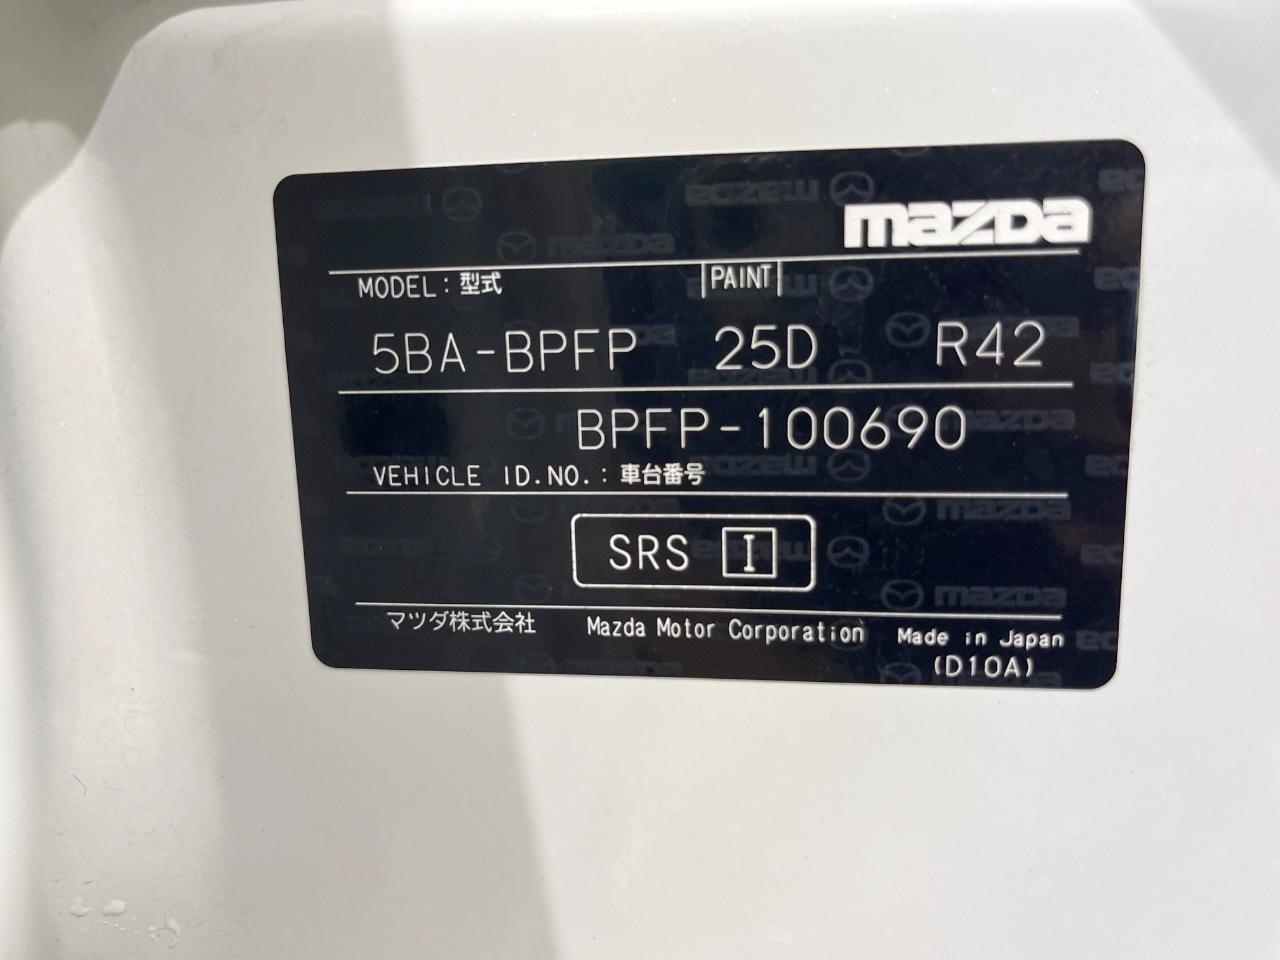 mazda
MODEL : 型式 PAINT
5BA-BPFP 25D R42
BPFP-100690
VEHICLE ID.NO. : 車台番号
SRS I
マツダ株式会社 Mazda Motor Corporation Made in Japan
(D10A)